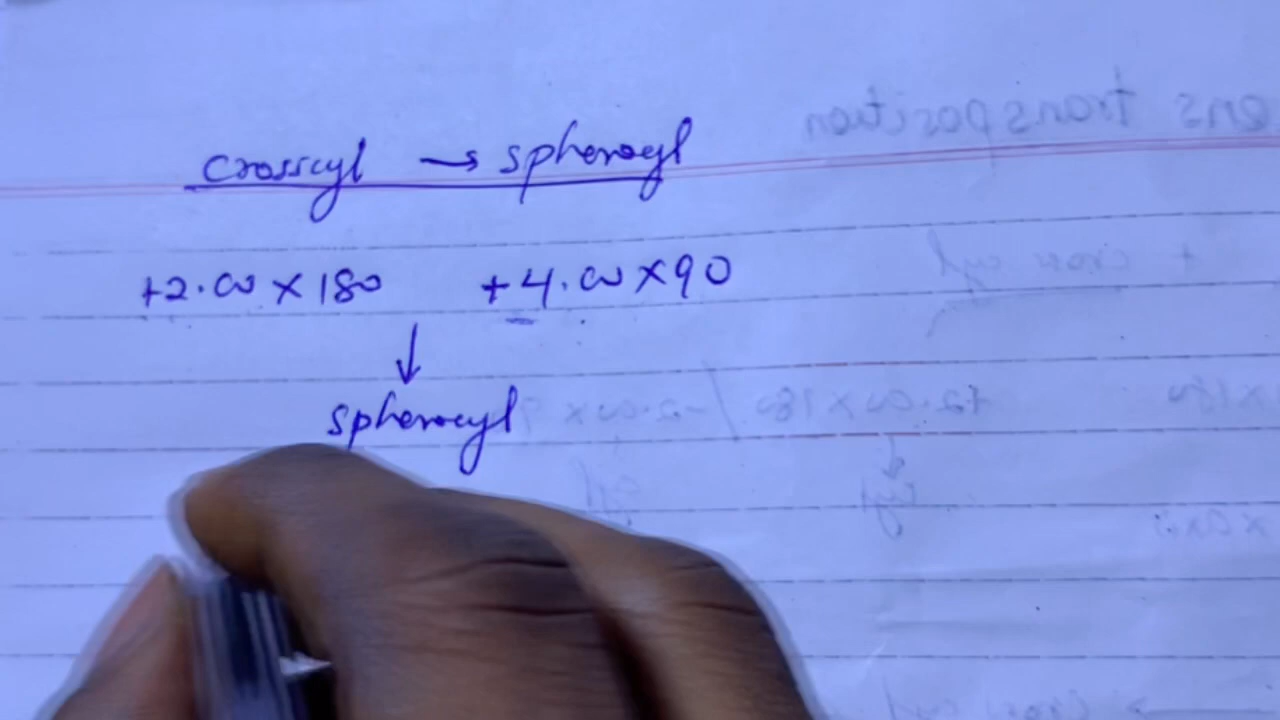 crosscyl → spherocyl
+2.00 x 180 +4.00 x 90
↓
spherocyl